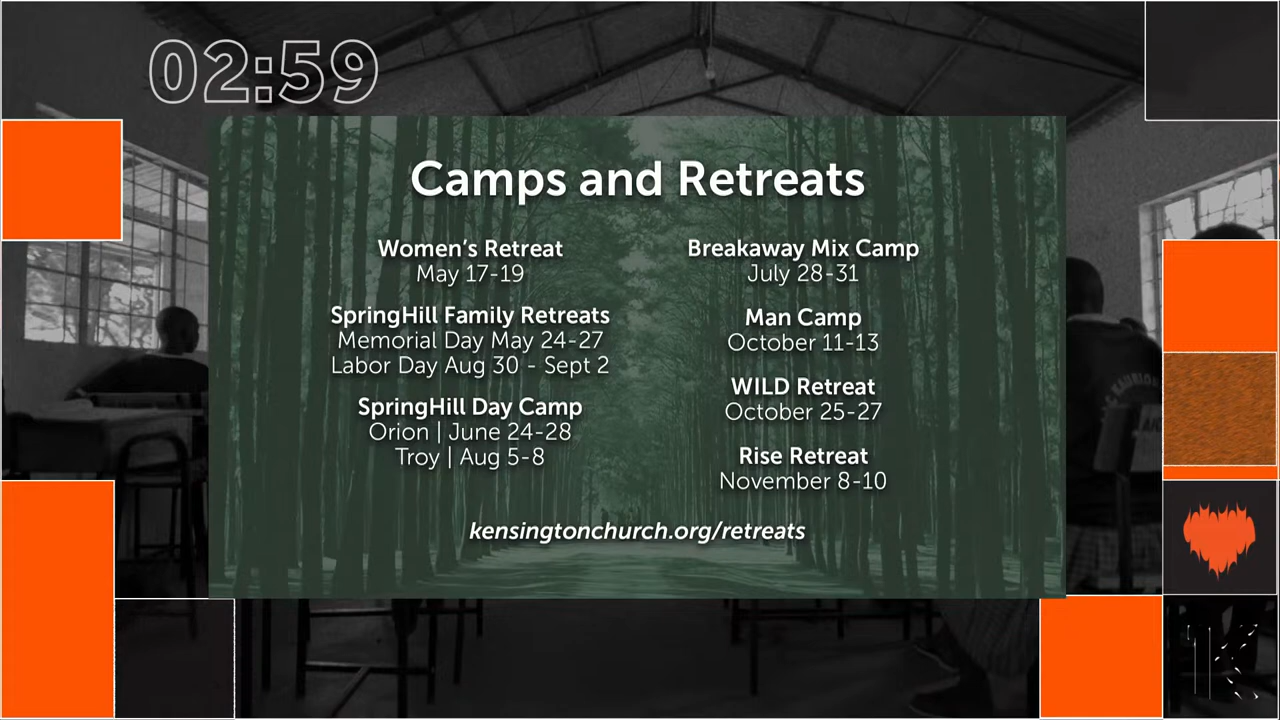 02:59
Camps and Retreats
Women's Retreat
May 17-19
SpringHill Family Retreats
Memorial Day May 24-27
Labor Day Aug 30 - Sept 2
SpringHill Day Camp
Orion | June 24-28
Troy | Aug 5-8
Breakaway Mix Camp
July 28-31
Man Camp
October 11-13
WILD Retreat
October 25-27
Rise Retreat
November 8-10
kensingtonchurch.org/retreats
K